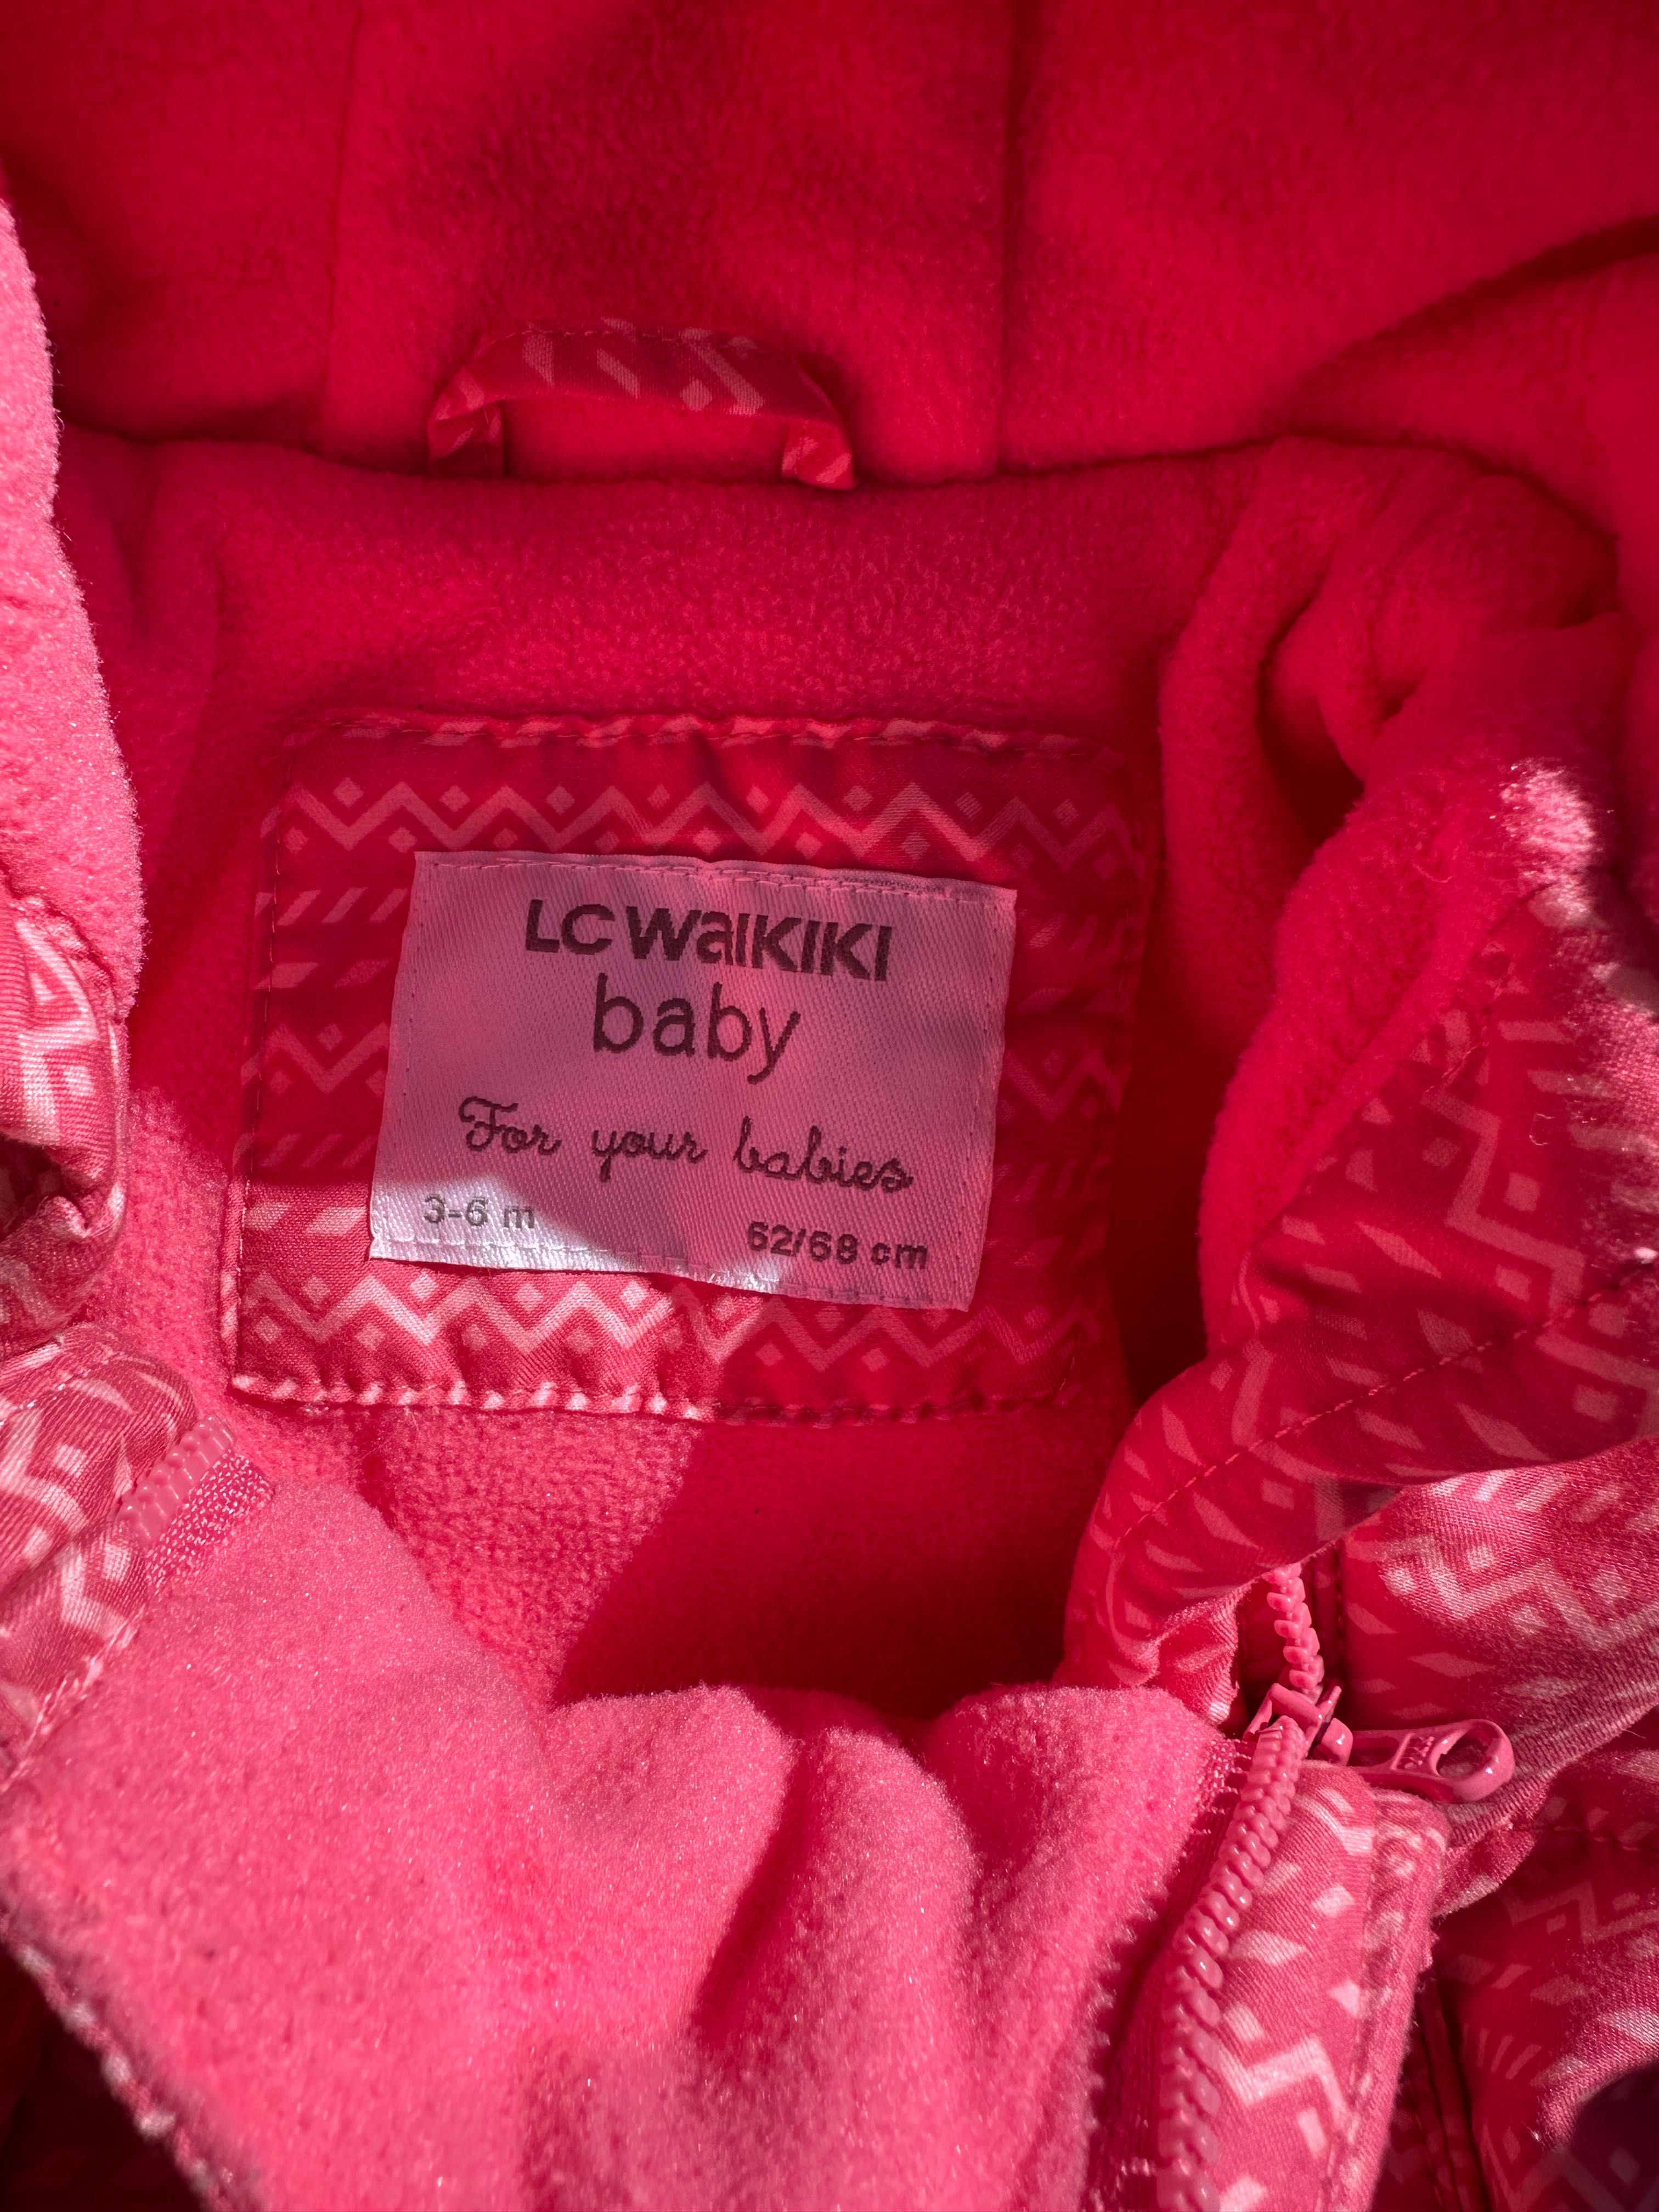 LC WAIKIKI
baby
For your babies
3-6 m 62/68 cm